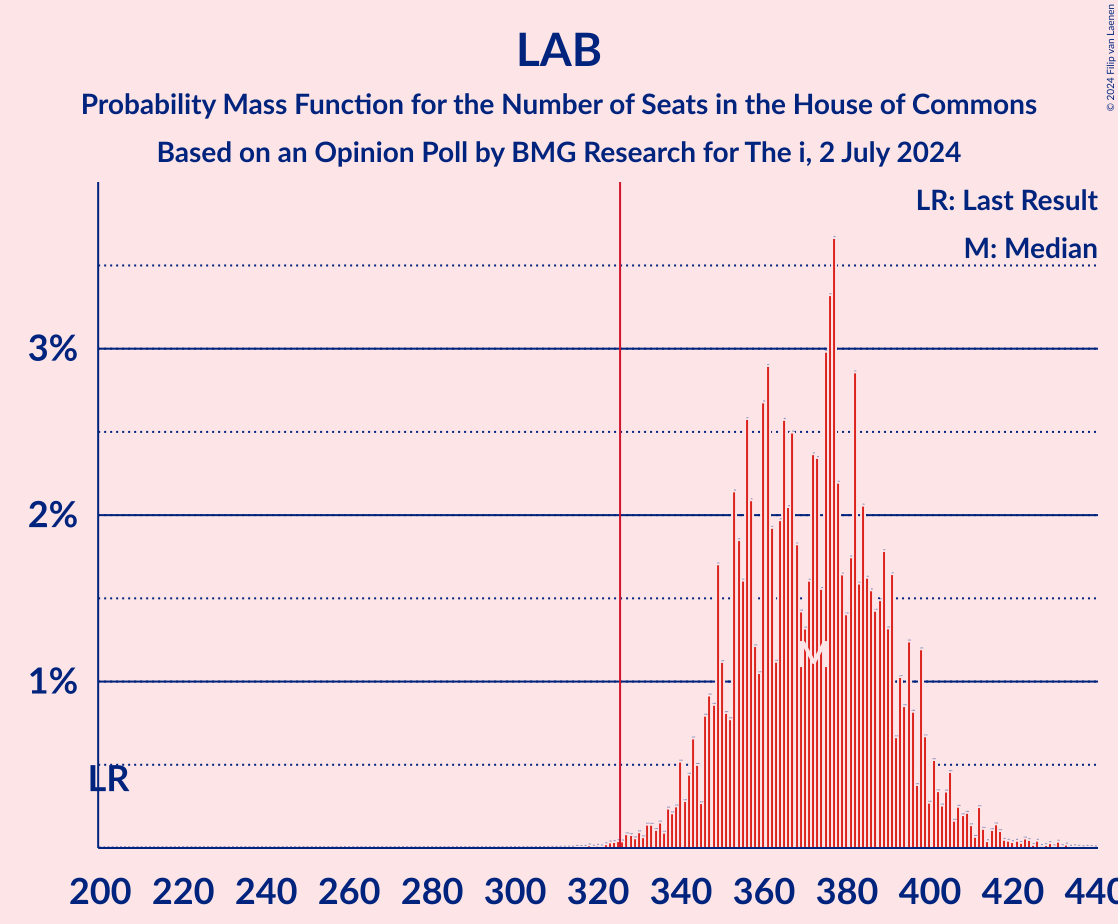 LAB
Probability Mass Function for the Number of Seats in the House of Commons
Based on an Opinion Poll by BMG Research for The i, 2 July 2024
© 2024 Filip van Laenen
LR: Last Result
M: Median
3%
2%
1%
LR
M
200 220 240 260 280 300 320 340 360 380 400 420 440